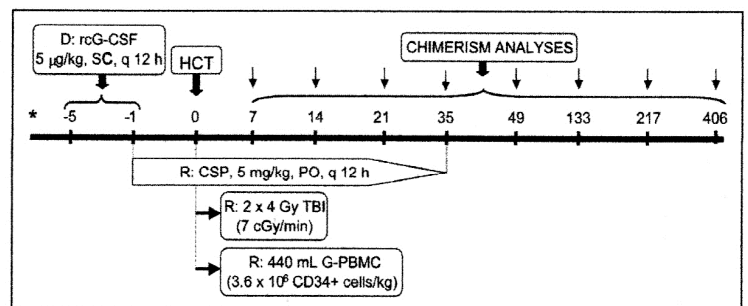 D: rcG-CSF
5 μg/kg, SC, q 12 h
HCT
CHIMERISM ANALYSES
* -5 -1 0 7 14 21 35 49 133 217 406
R: CSP, 5 mg/kg, PO, q 12 h
R: 2 x 4 Gy TBI
(7 cGy/min)
R: 440 mL G-PBMC
(3.6 x 10⁶ CD34+ cells/kg)